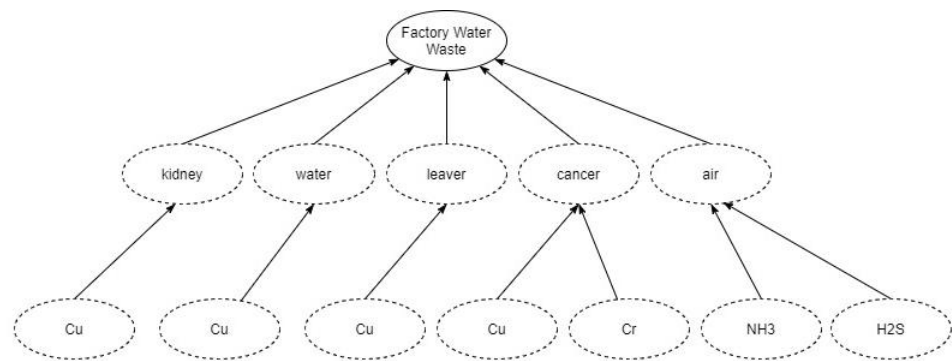 Factory Water
Waste
kidney
water
leaver
cancer
air
Cu
Cu
Cu
Cu
Cr
NH3
H2S